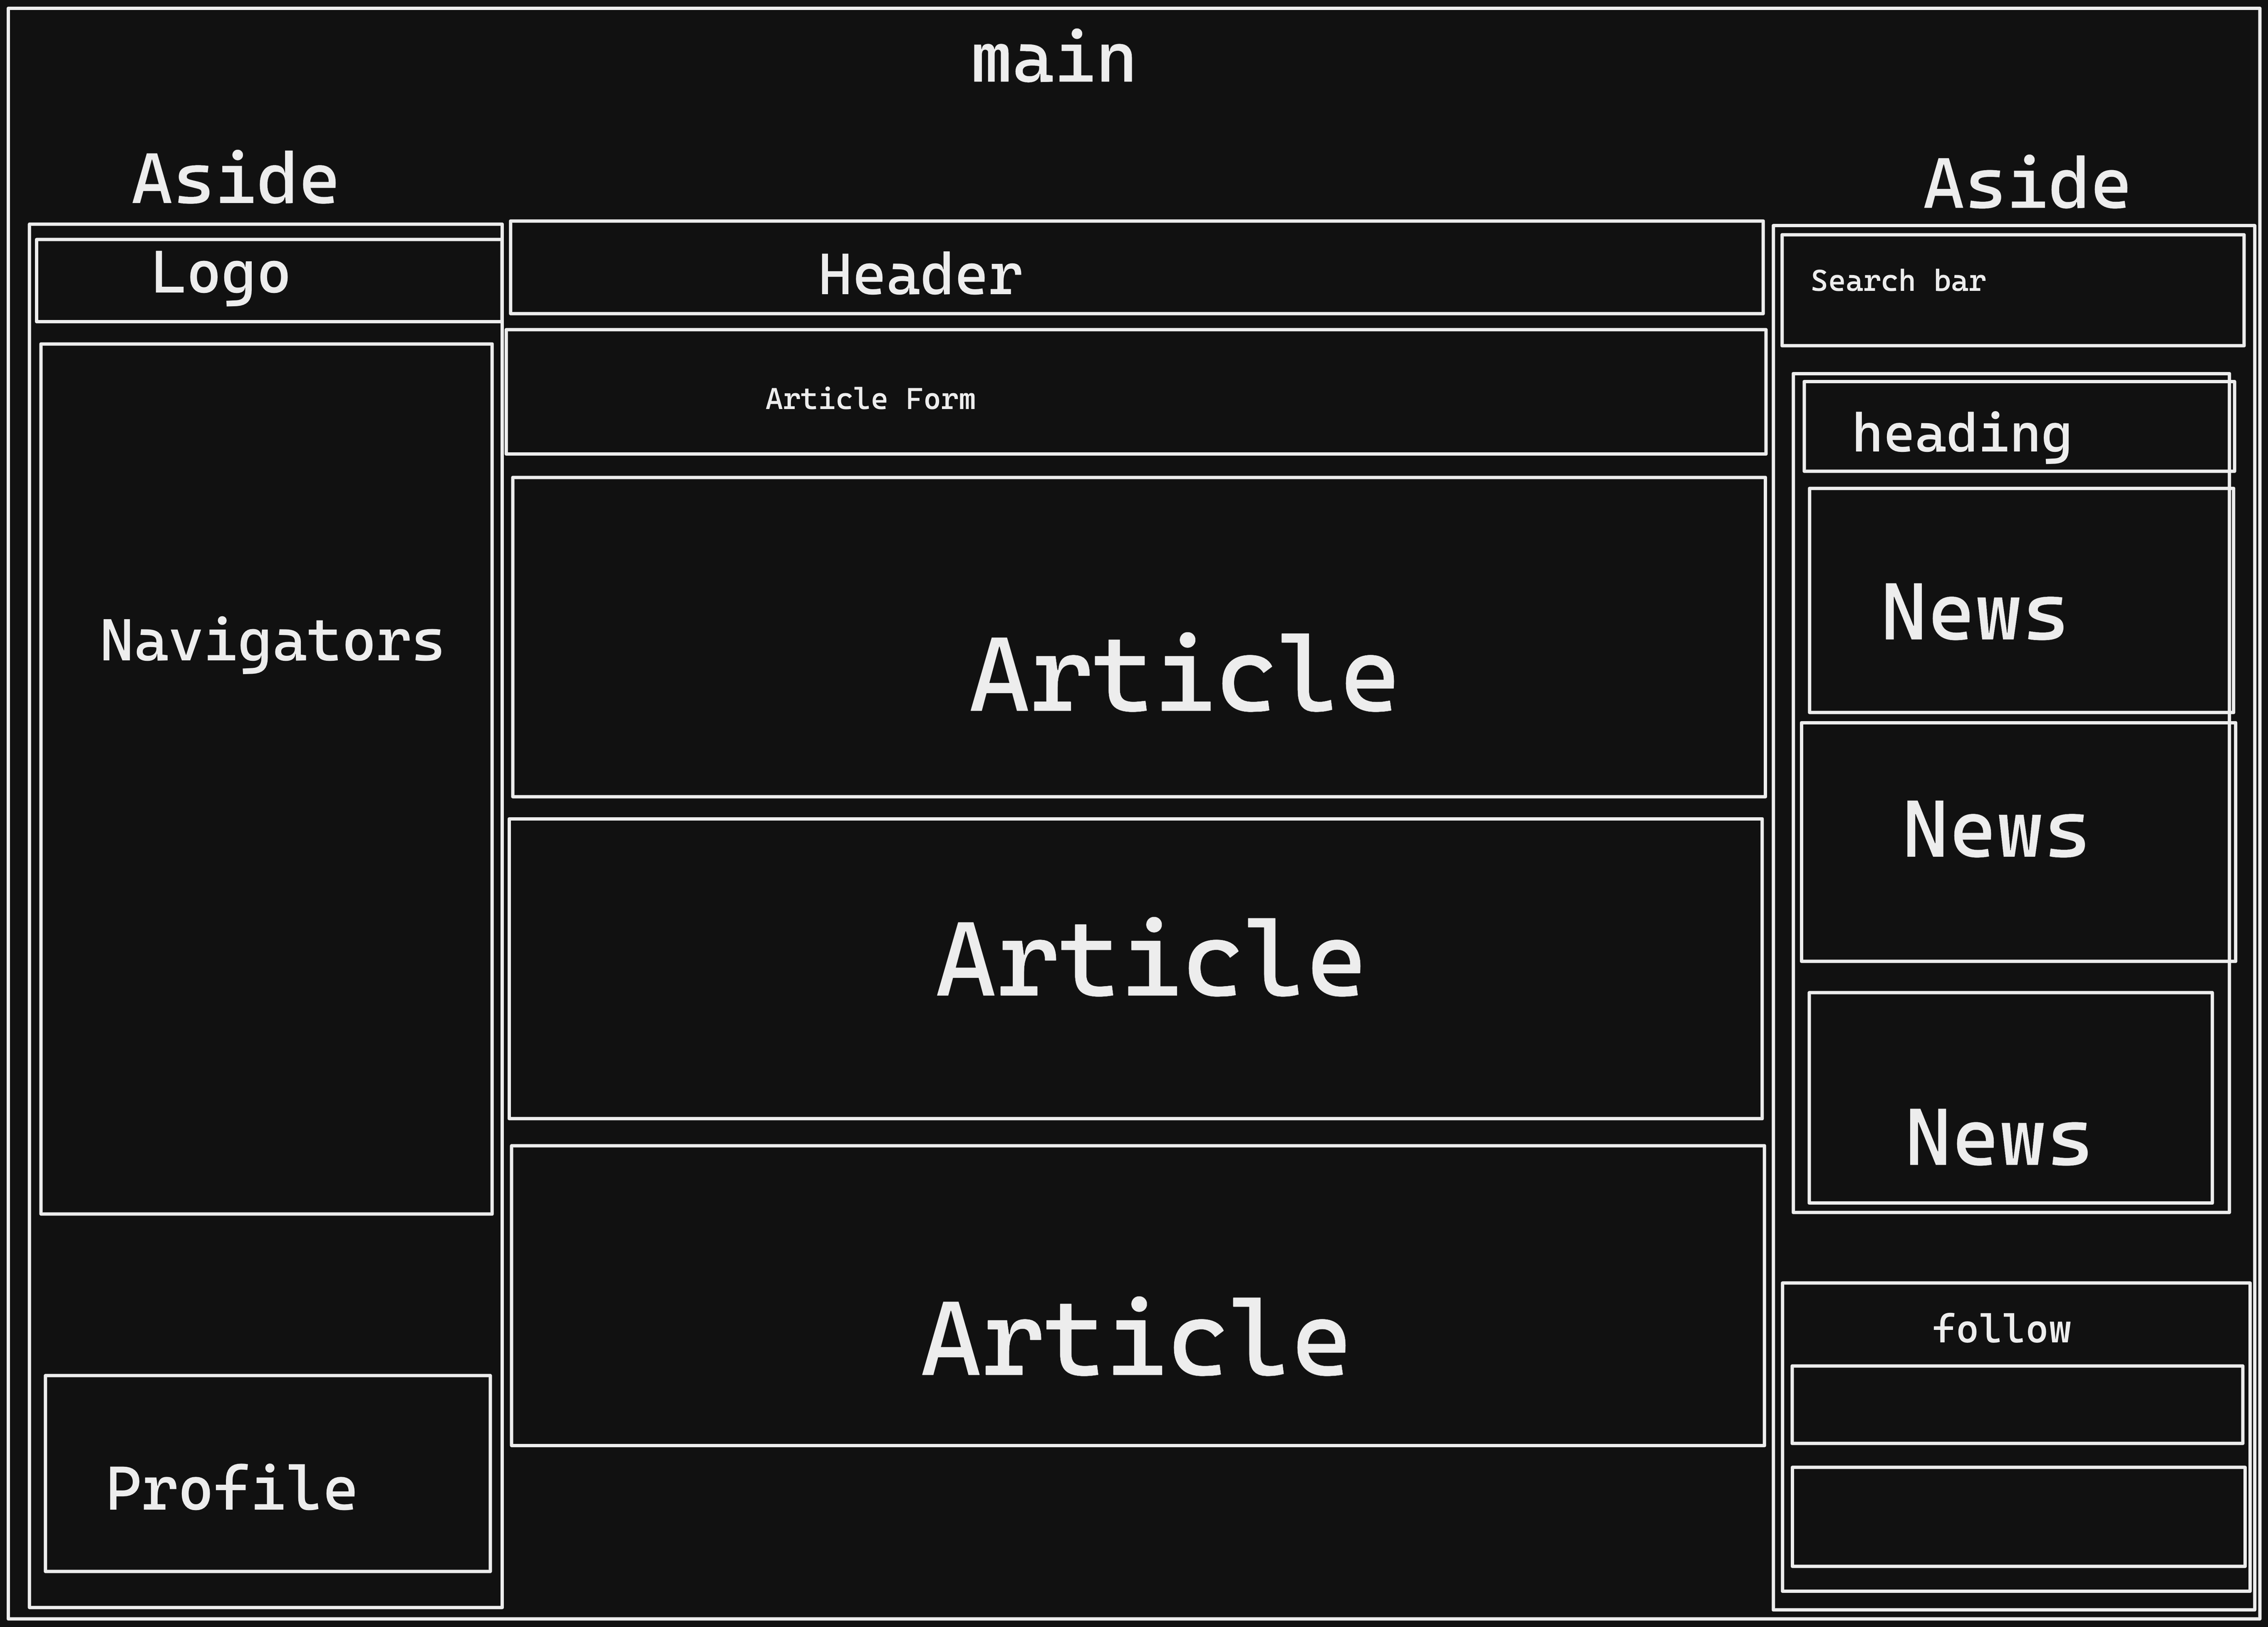 main
Aside
Aside
Logo
Header
Search bar
Article Form
heading
Navigators
Article
News
Article
News
Article
News
Profile
follow